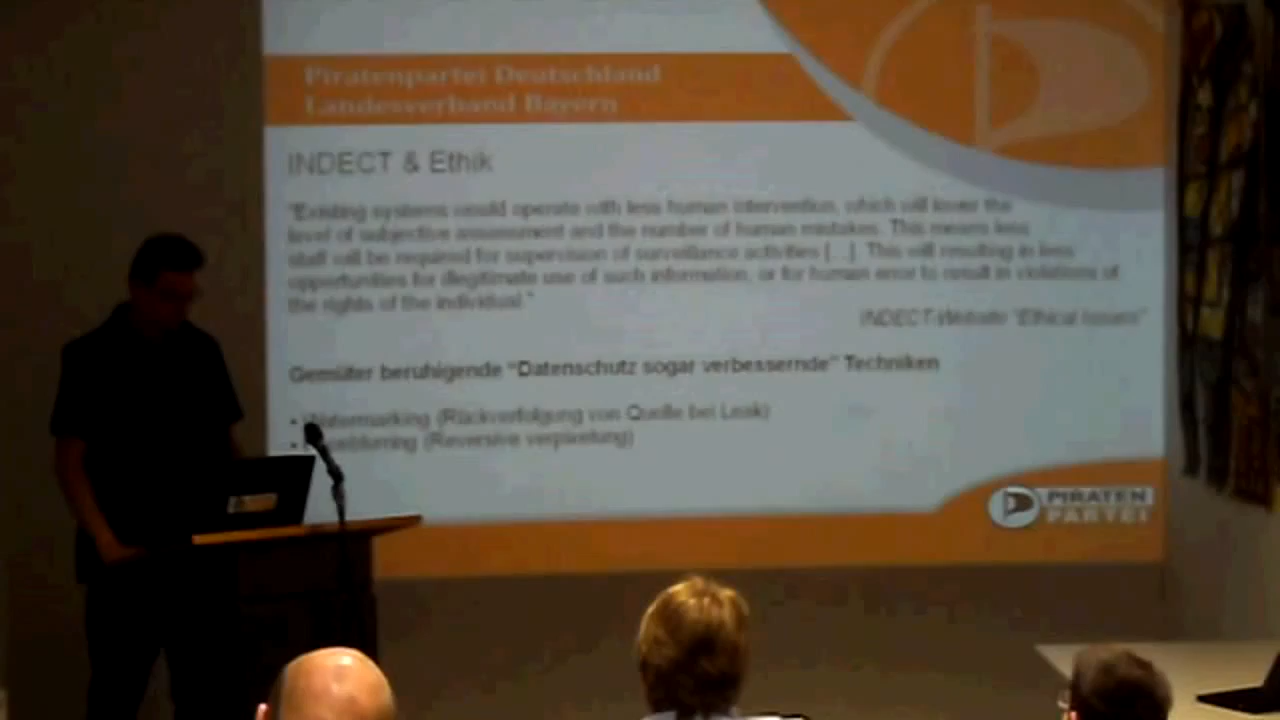 Piratenpartei Deutschland
Landesverband Bayern
INDECT & Ethik
"Existing systems would operate with less human intervention, which will lower the
level of subjective assessment and the number of human mistakes. This means less
staff will be required for supervision of surveillance activities [...]. This will resulting in less
opportunities for illegitimate use of such information, or for human error to result in violations of
the rights of the individual."
INDECT-Website "Ethical Issues"
Gemüter beruhigende "Datenschutz sogar verbessernde" Techniken
• Watermarking (Rückverfolgung von Quelle bei Leak)
• (Reversive verpixelung)
PIRATEN
PARTEI